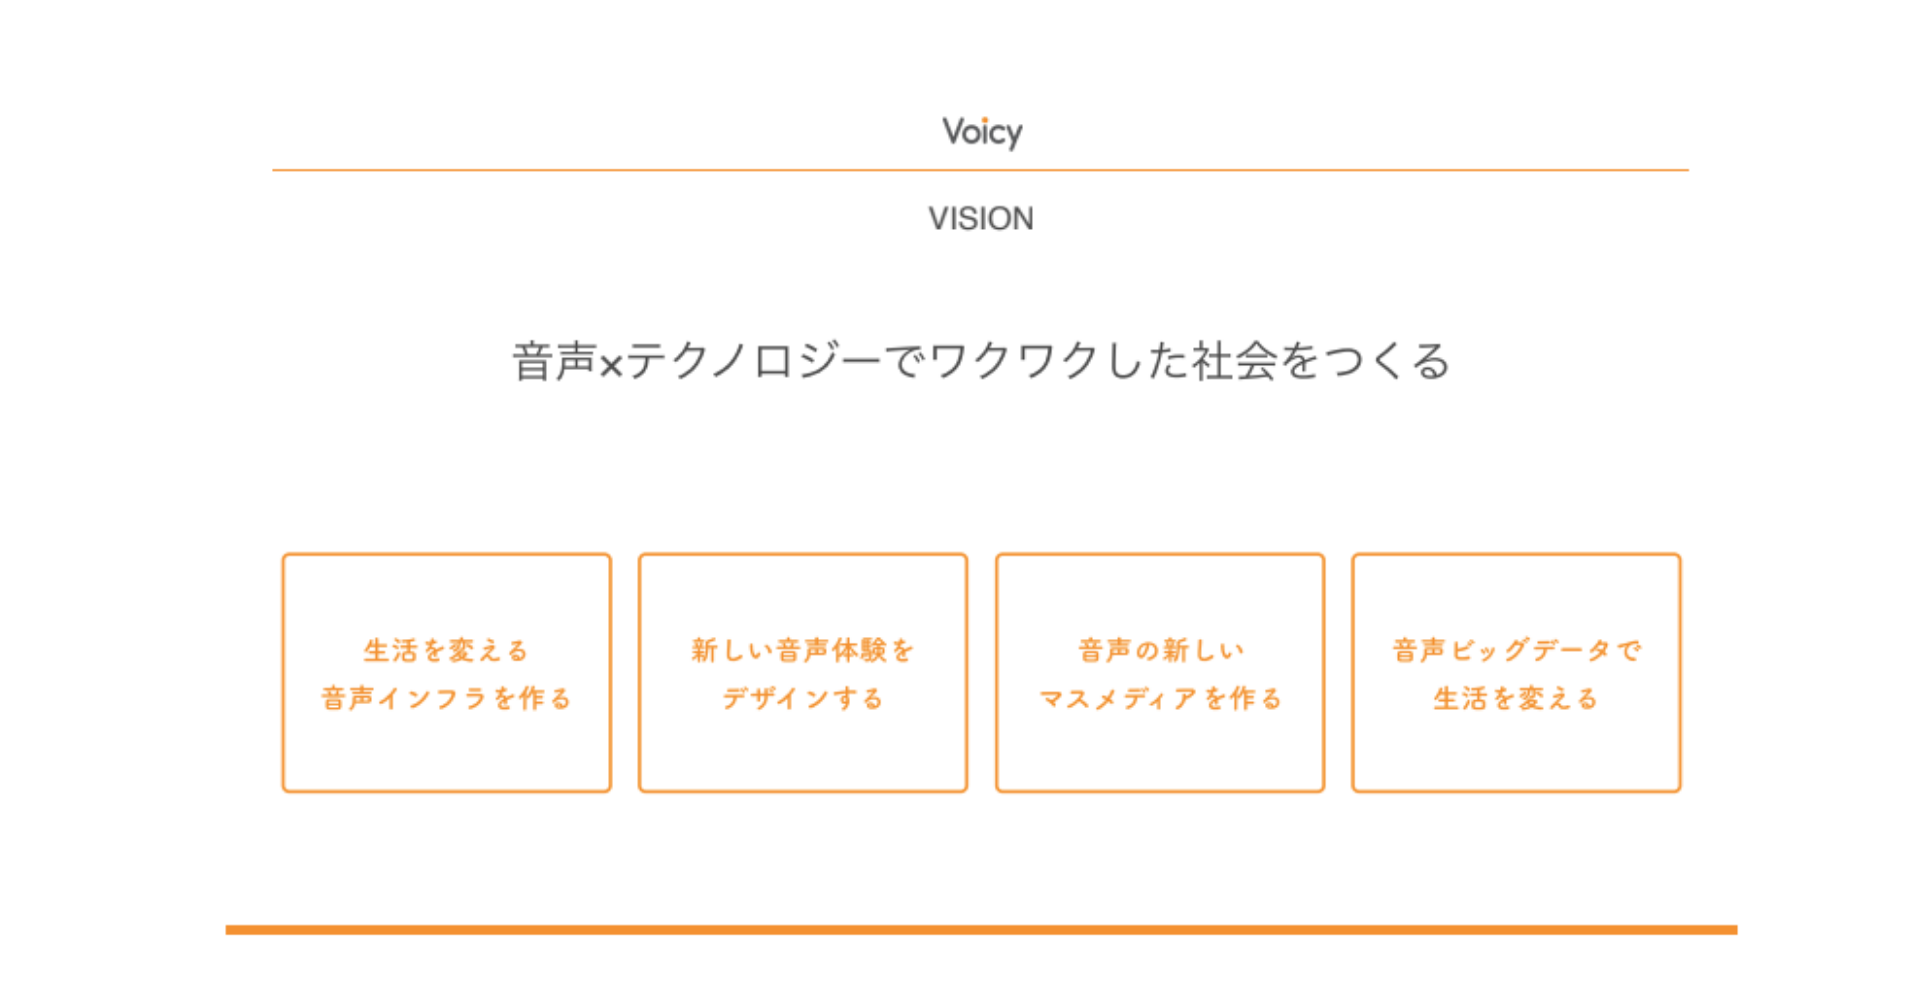 Voicy
VISION
音声×テクノロジーでワクワクした社会をつくる
生活を変える
音声インフラを作る
新しい音声体験を
デザインする
音声の新しい
マスメディアを作る
音声ビッグデータで
生活を変える